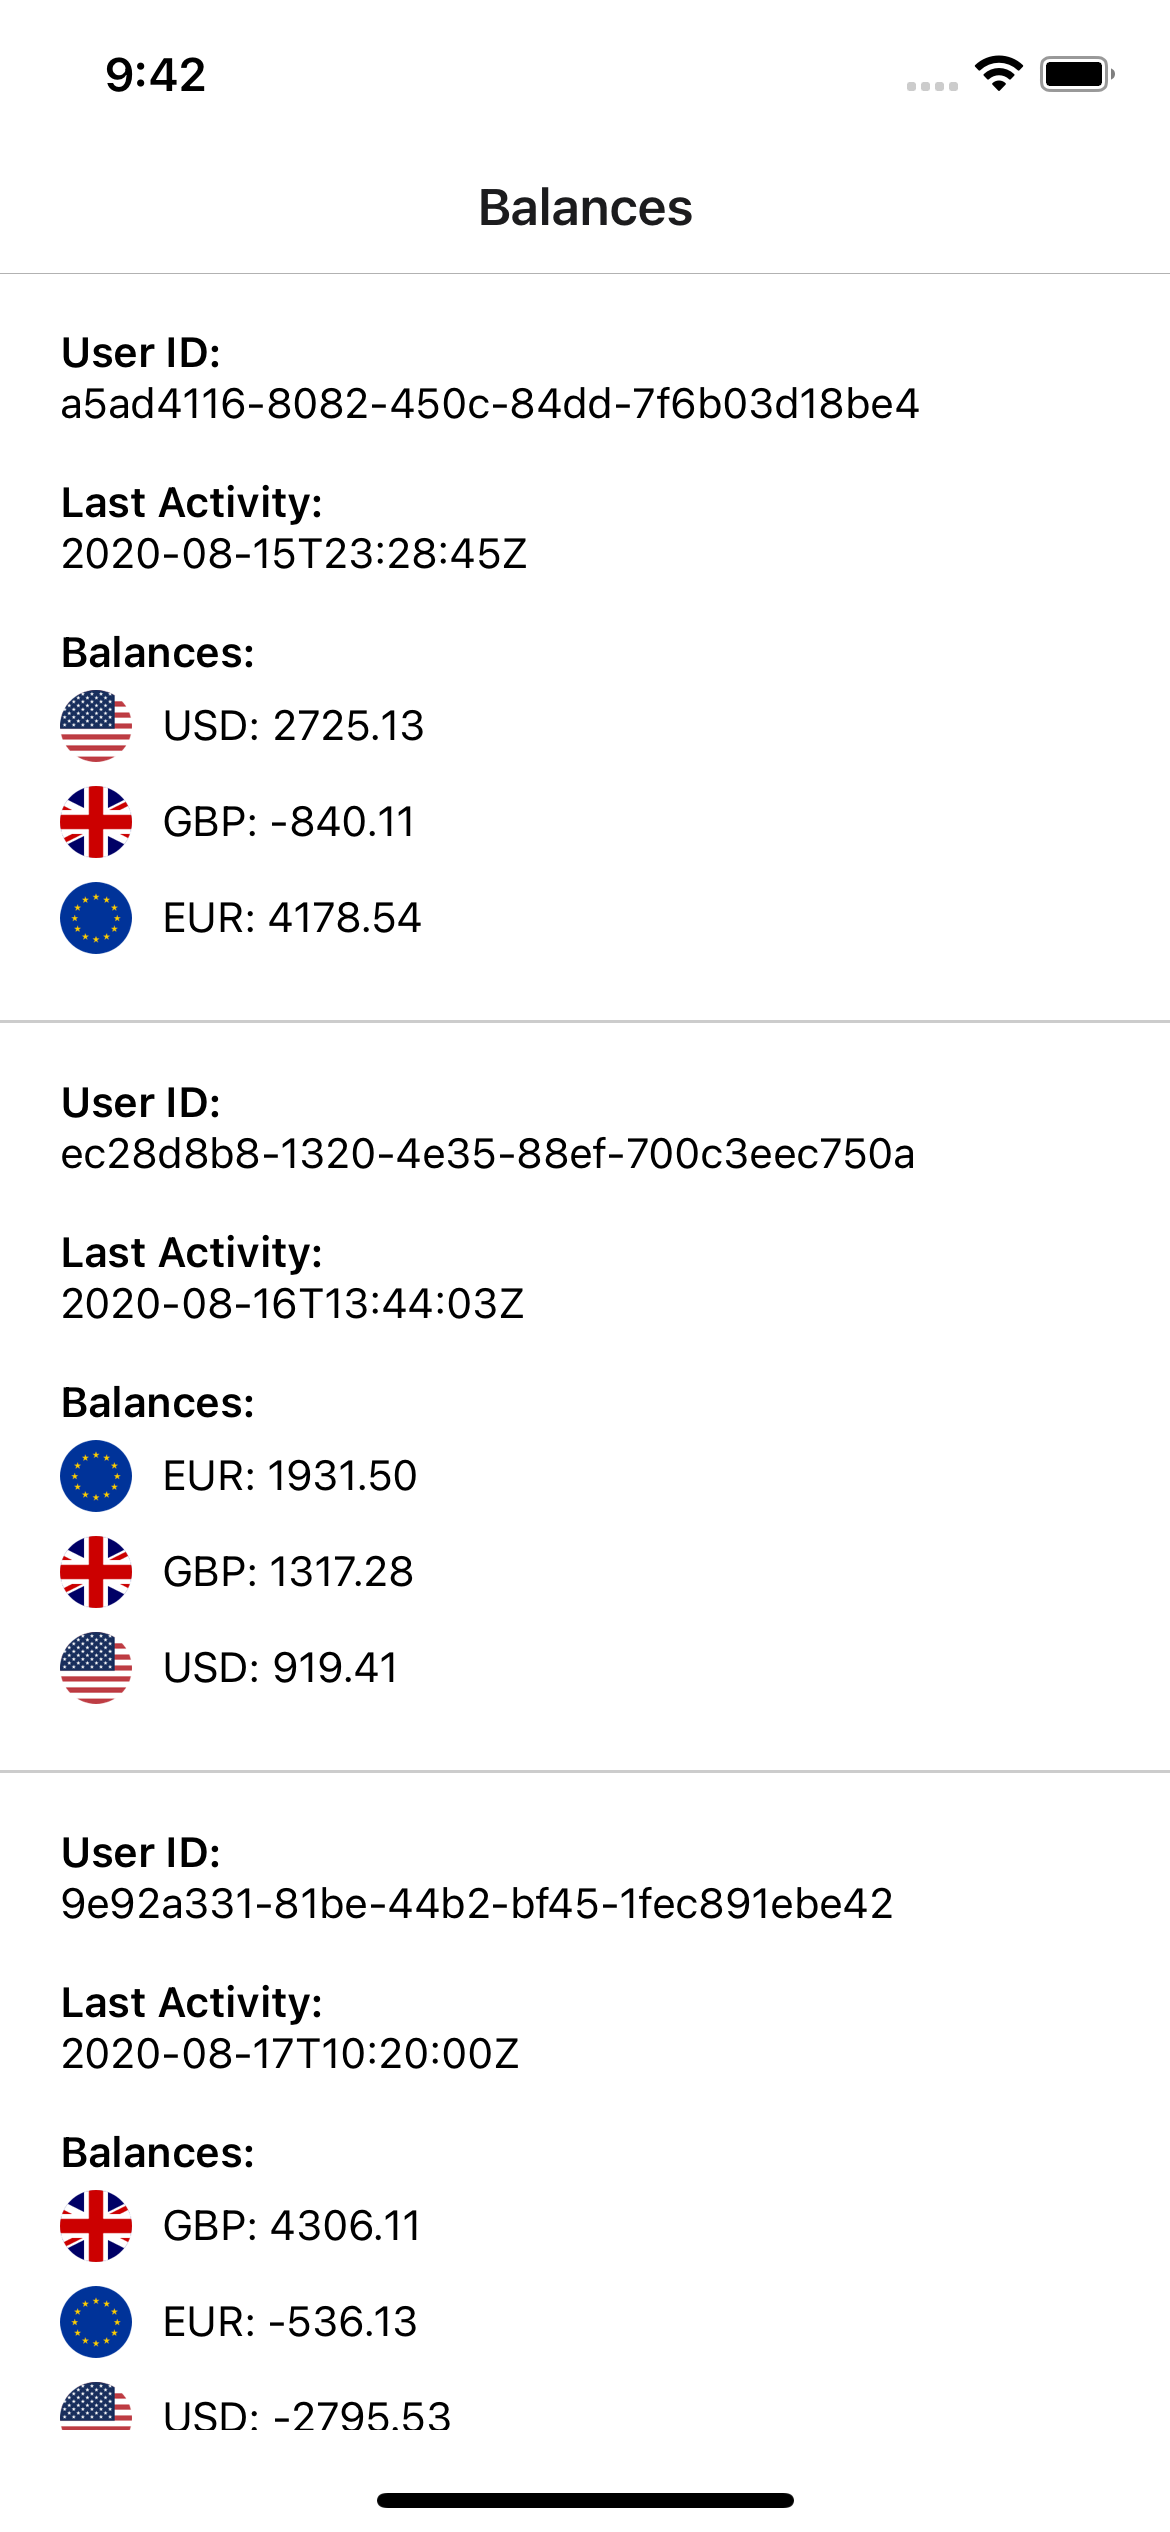 9:42
Balances
User ID:
a5ad4116-8082-450c-84dd-7f6b03d18be4
Last Activity:
2020-08-15T23:28:45Z
Balances:
USD: 2725.13
GBP: -840.11
EUR: 4178.54
User ID:
ec28d8b8-1320-4e35-88ef-700c3eec750a
Last Activity:
2020-08-16T13:44:03Z
Balances:
EUR: 1931.50
GBP: 1317.28
USD: 919.41
User ID:
9e92a331-81be-44b2-bf45-1fec891ebe42
Last Activity:
2020-08-17T10:20:00Z
Balances:
GBP: 4306.11
EUR: -536.13
USD: -2795.53